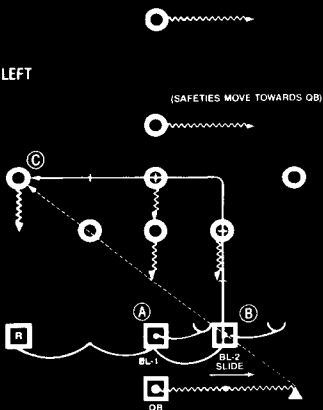 LEFT
(SAFETIES MOVE TOWARDS QB)
C
A
B
R
BL-1
BL-2
SLIDE
QB